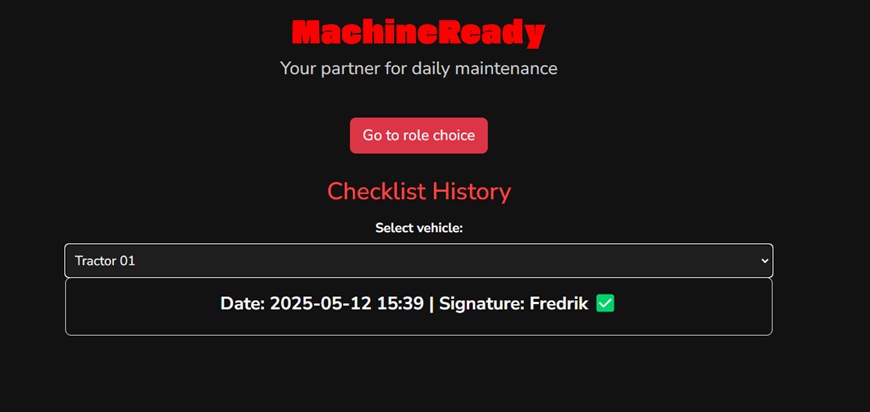 MachineReady
Your partner for daily maintenance
Go to role choice
Checklist History
Select vehicle:
Tractor 01
Date: 2025-05-12 15:39 | Signature: Fredrik ✅